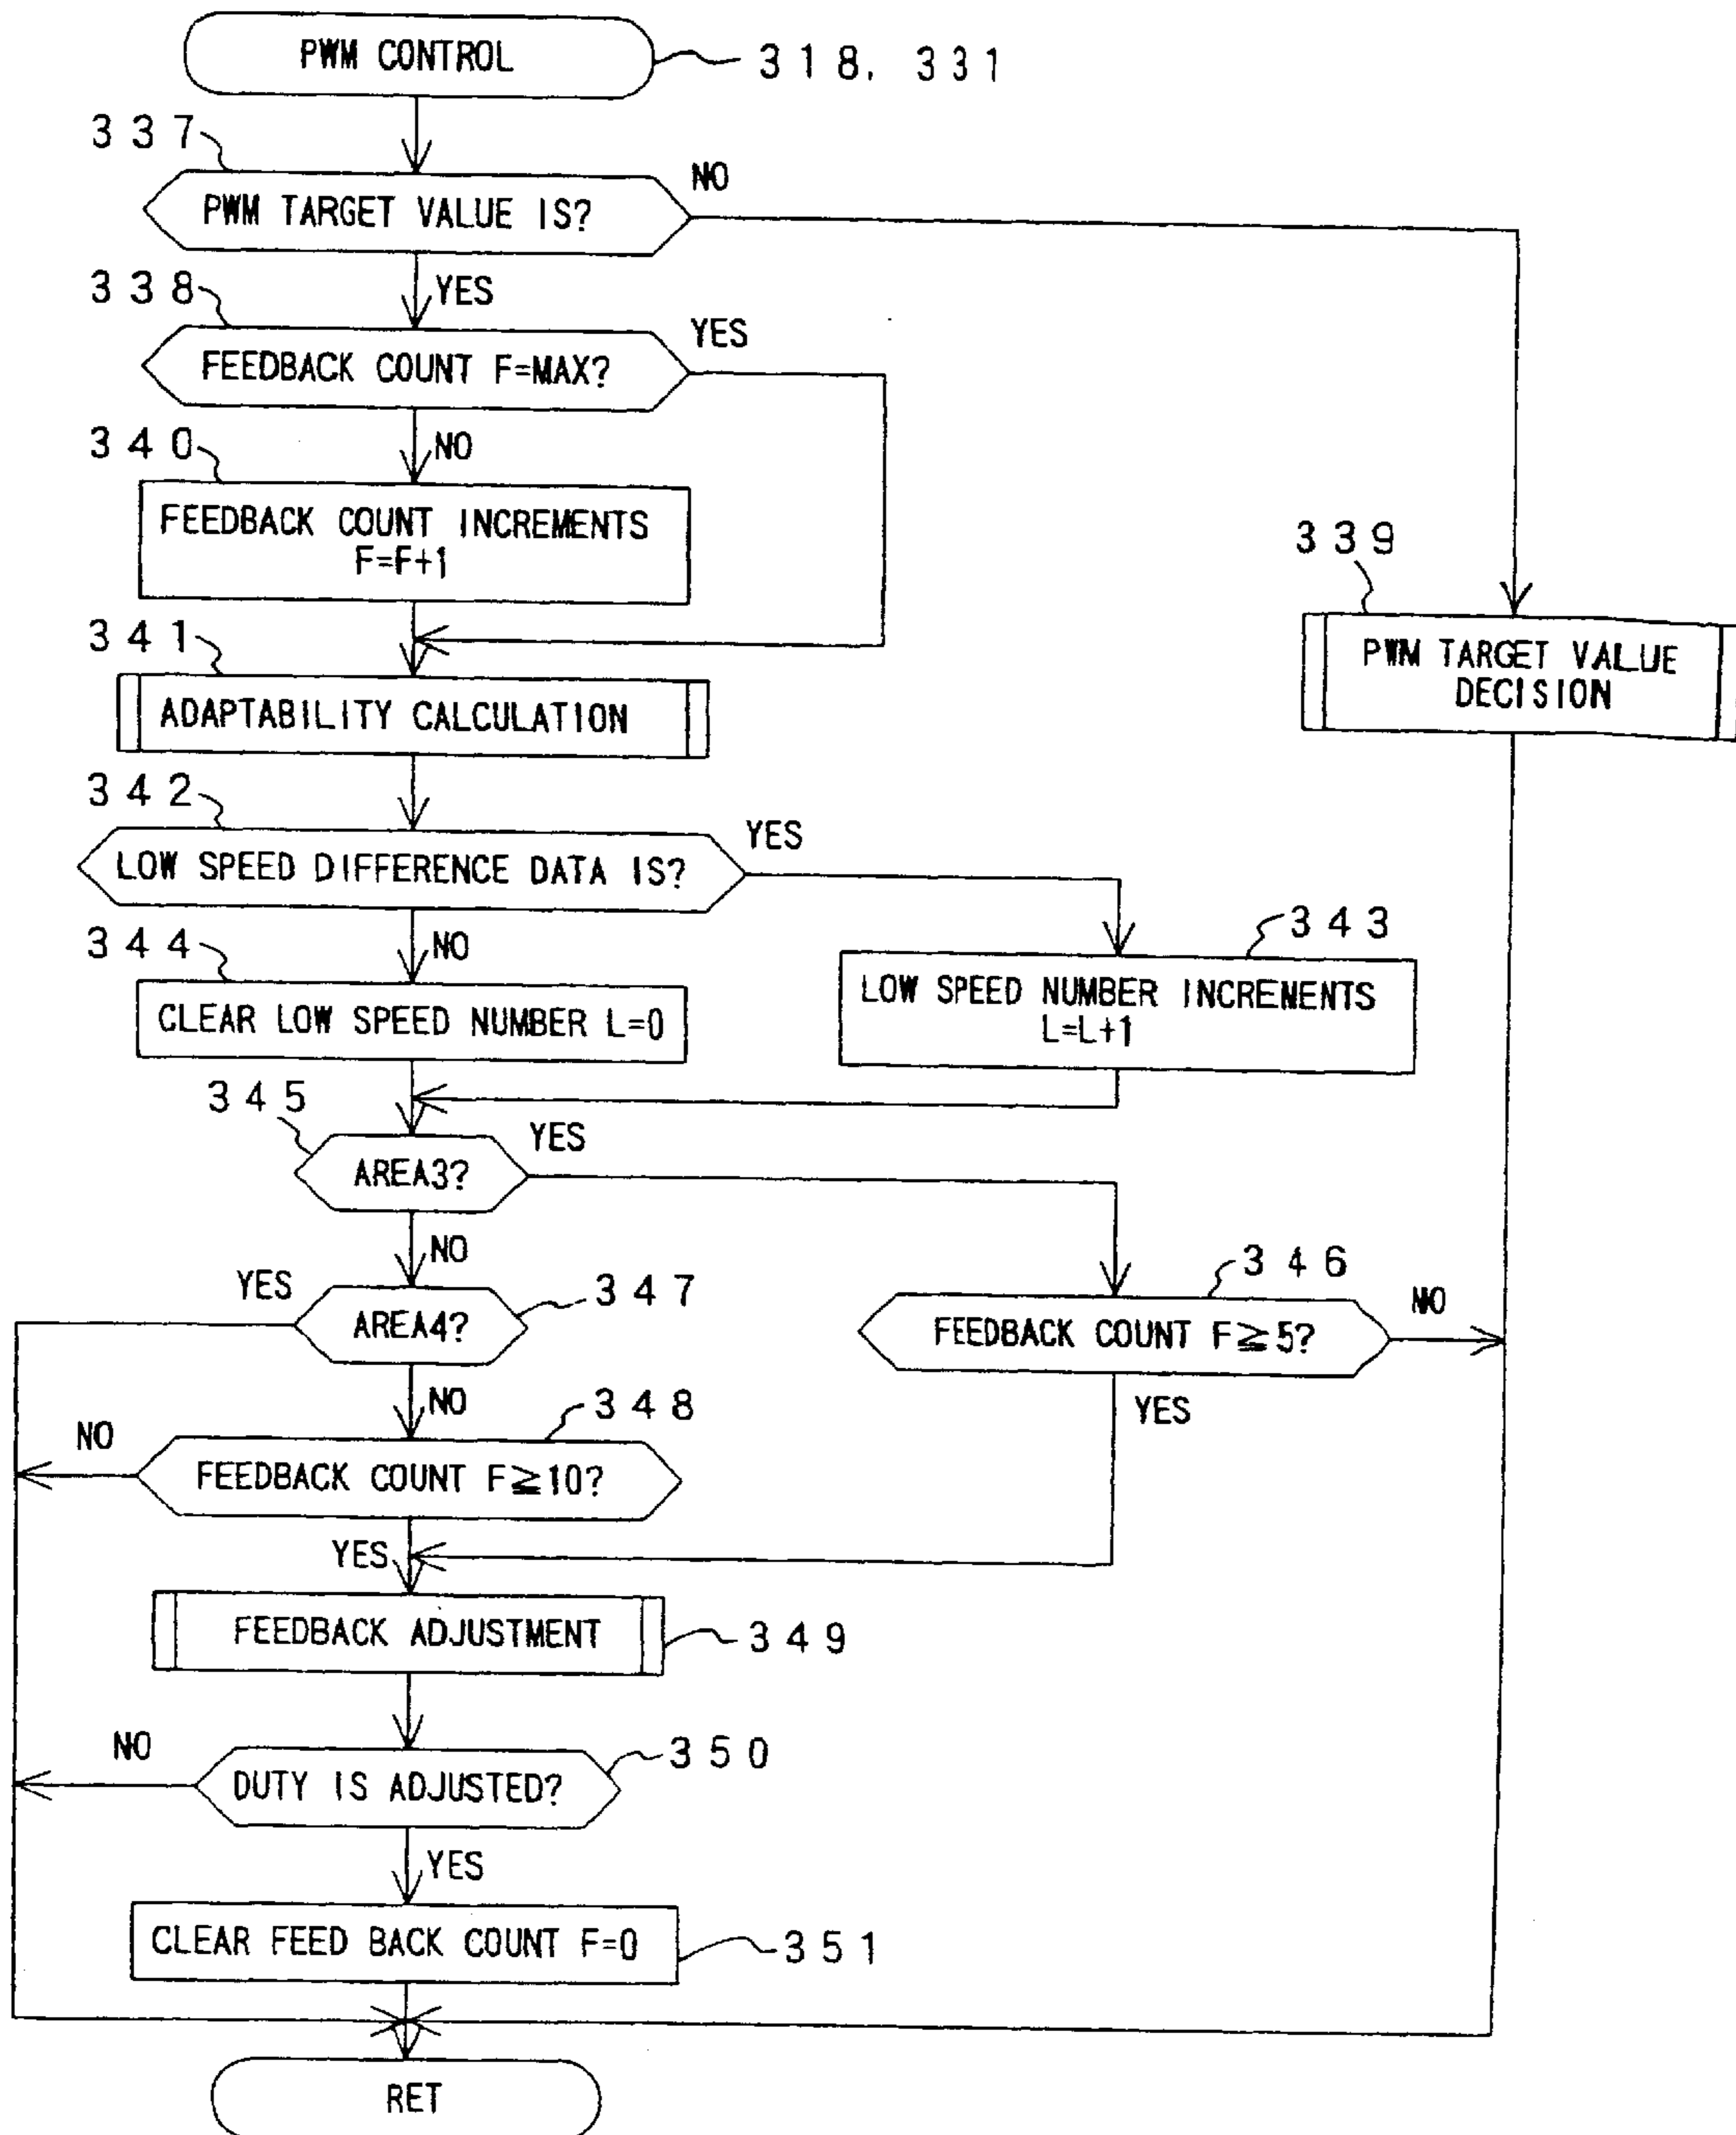 PWM CONTROL
318, 331
337
PWM TARGET VALUE IS?
NO
YES
338
FEEDBACK COUNT F=MAX?
YES
NO
340
FEEDBACK COUNT INCREMENTS
F=F+1
339
PWM TARGET VALUE
DECISION
341
ADAPTABILITY CALCULATION
342
LOW SPEED DIFFERENCE DATA IS?
YES
NO
344
CLEAR LOW SPEED NUMBER L=0
343
LOW SPEED NUMBER INCREMENTS
L=L+1
345
AREA3?
YES
NO
346
FEEDBACK COUNT F≧5?
NO
YES
347
AREA4?
YES
NO
348
FEEDBACK COUNT F≧10?
NO
YES
FEEDBACK ADJUSTMENT
349
DUTY IS ADJUSTED?
350
NO
YES
CLEAR FEED BACK COUNT F=0
351
RET